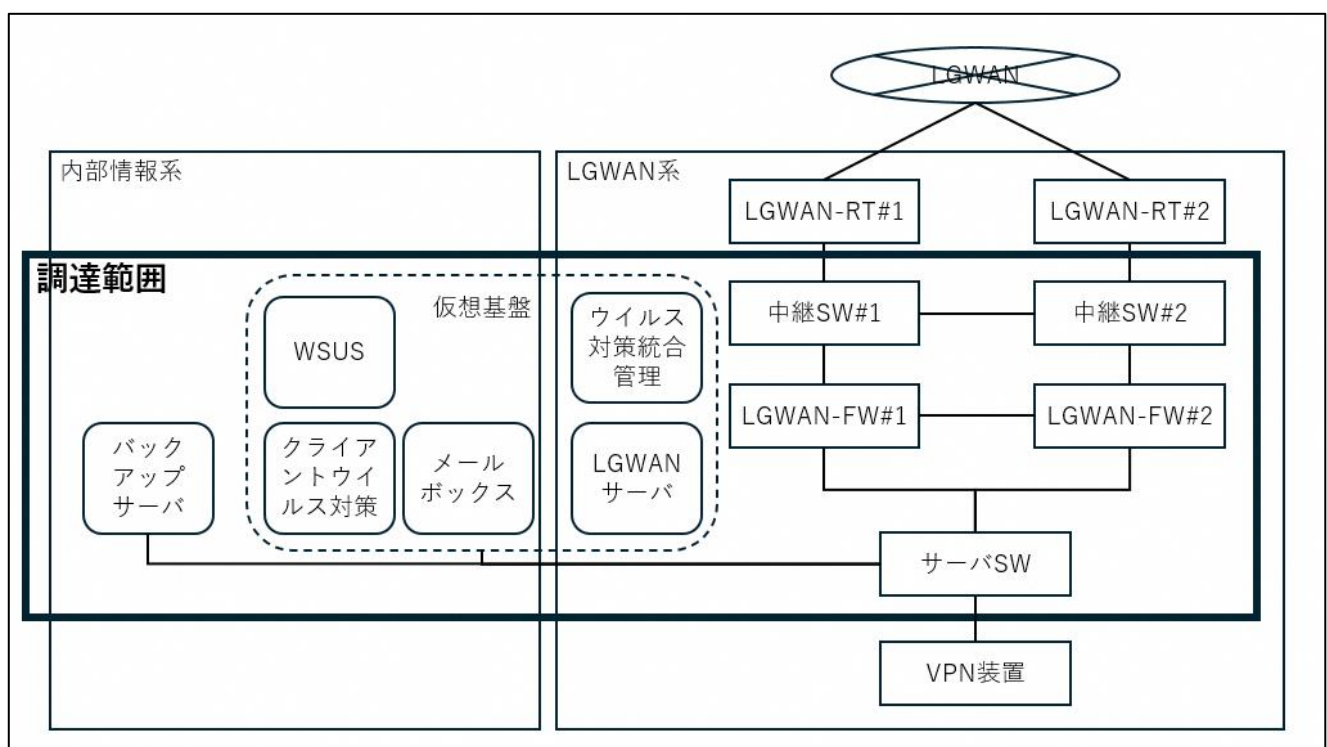 LGWAN
内部情報系
LGWAN系
LGWAN-RT#1
LGWAN-RT#2
調達範囲
仮想基盤
WSUS
ウイルス
対策統合
管理
中継SW#1
中継SW#2
LGWAN-FW#1
LGWAN-FW#2
バック
アップ
サーバ
クライア
ントウイ
ルス対策
メール
ボックス
LGWAN
サーバ
サーバSW
VPN装置